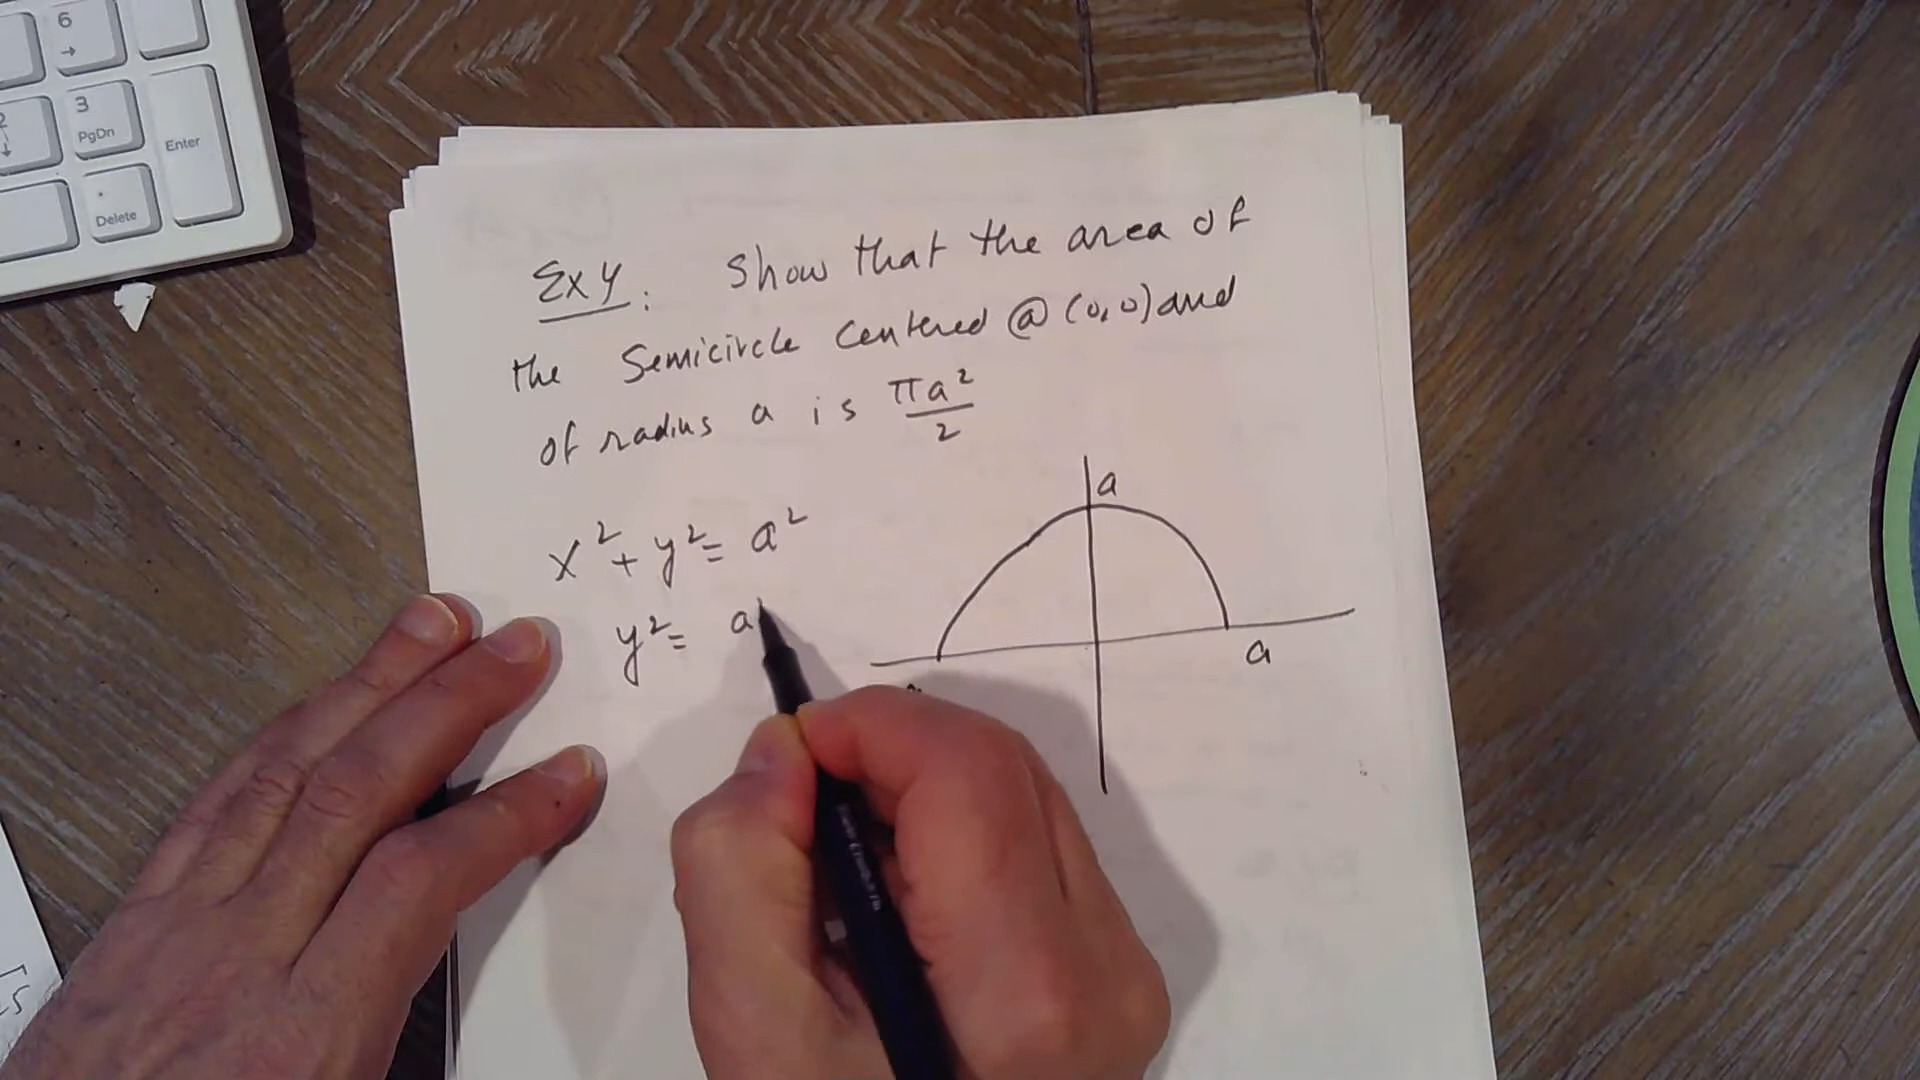 6
→
3
PgDn
Enter
2
↓
.
Delete
Ex 4: Show that the area of
the Semicircle Centered @ (0,0) and
of radius a is πa²/2
x² + y² = a²
y² = a
a
a